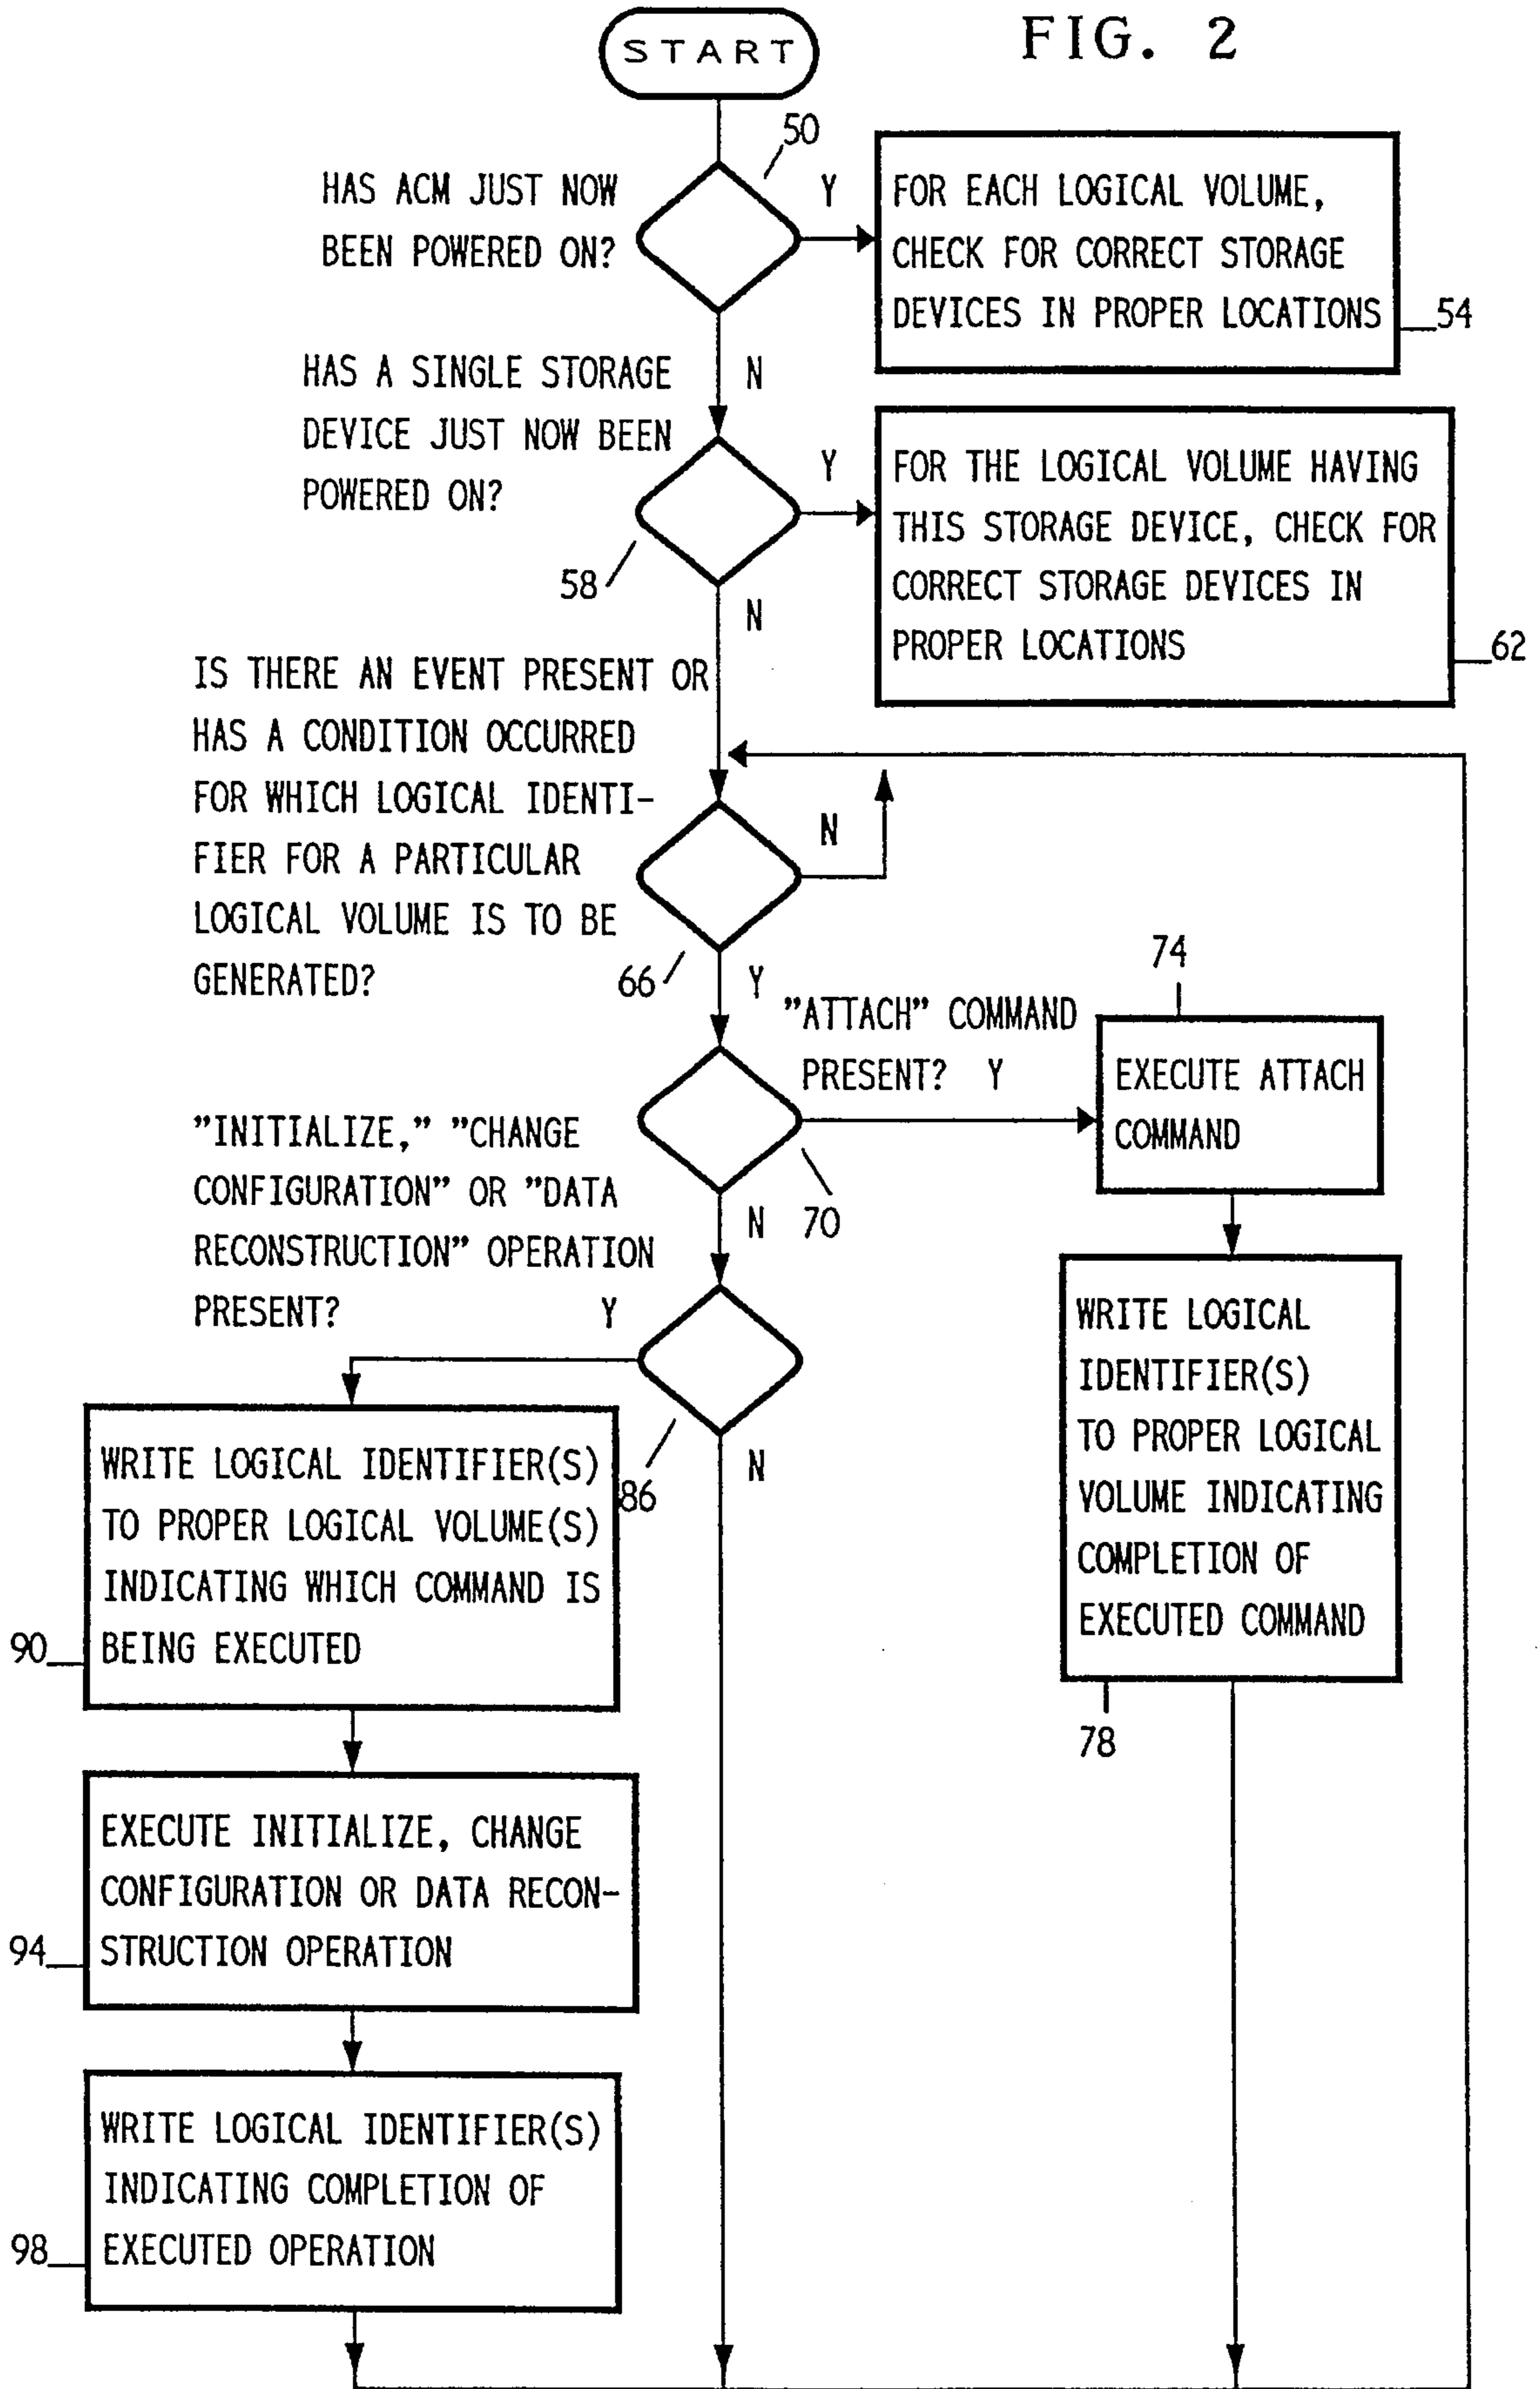 START
FIG. 2
50
HAS ACM JUST NOW
BEEN POWERED ON?
Y
FOR EACH LOGICAL VOLUME,
CHECK FOR CORRECT STORAGE
DEVICES IN PROPER LOCATIONS
54
N
HAS A SINGLE STORAGE
DEVICE JUST NOW BEEN
POWERED ON?
58
Y
FOR THE LOGICAL VOLUME HAVING
THIS STORAGE DEVICE, CHECK FOR
CORRECT STORAGE DEVICES IN
PROPER LOCATIONS
62
N
IS THERE AN EVENT PRESENT OR
HAS A CONDITION OCCURRED
FOR WHICH LOGICAL IDENTI-
FIER FOR A PARTICULAR
LOGICAL VOLUME IS TO BE
GENERATED?
66
N
Y
"ATTACH" COMMAND
PRESENT? Y
70
74
EXECUTE ATTACH
COMMAND
N
"INITIALIZE," "CHANGE
CONFIGURATION" OR "DATA
RECONSTRUCTION" OPERATION
PRESENT?
Y
86
N
WRITE LOGICAL
IDENTIFIER(S)
TO PROPER LOGICAL
VOLUME INDICATING
COMPLETION OF
EXECUTED COMMAND
78
WRITE LOGICAL IDENTIFIER(S)
TO PROPER LOGICAL VOLUME(S)
INDICATING WHICH COMMAND IS
BEING EXECUTED
90
EXECUTE INITIALIZE, CHANGE
CONFIGURATION OR DATA RECON-
STRUCTION OPERATION
94
WRITE LOGICAL IDENTIFIER(S)
INDICATING COMPLETION OF
EXECUTED OPERATION
98